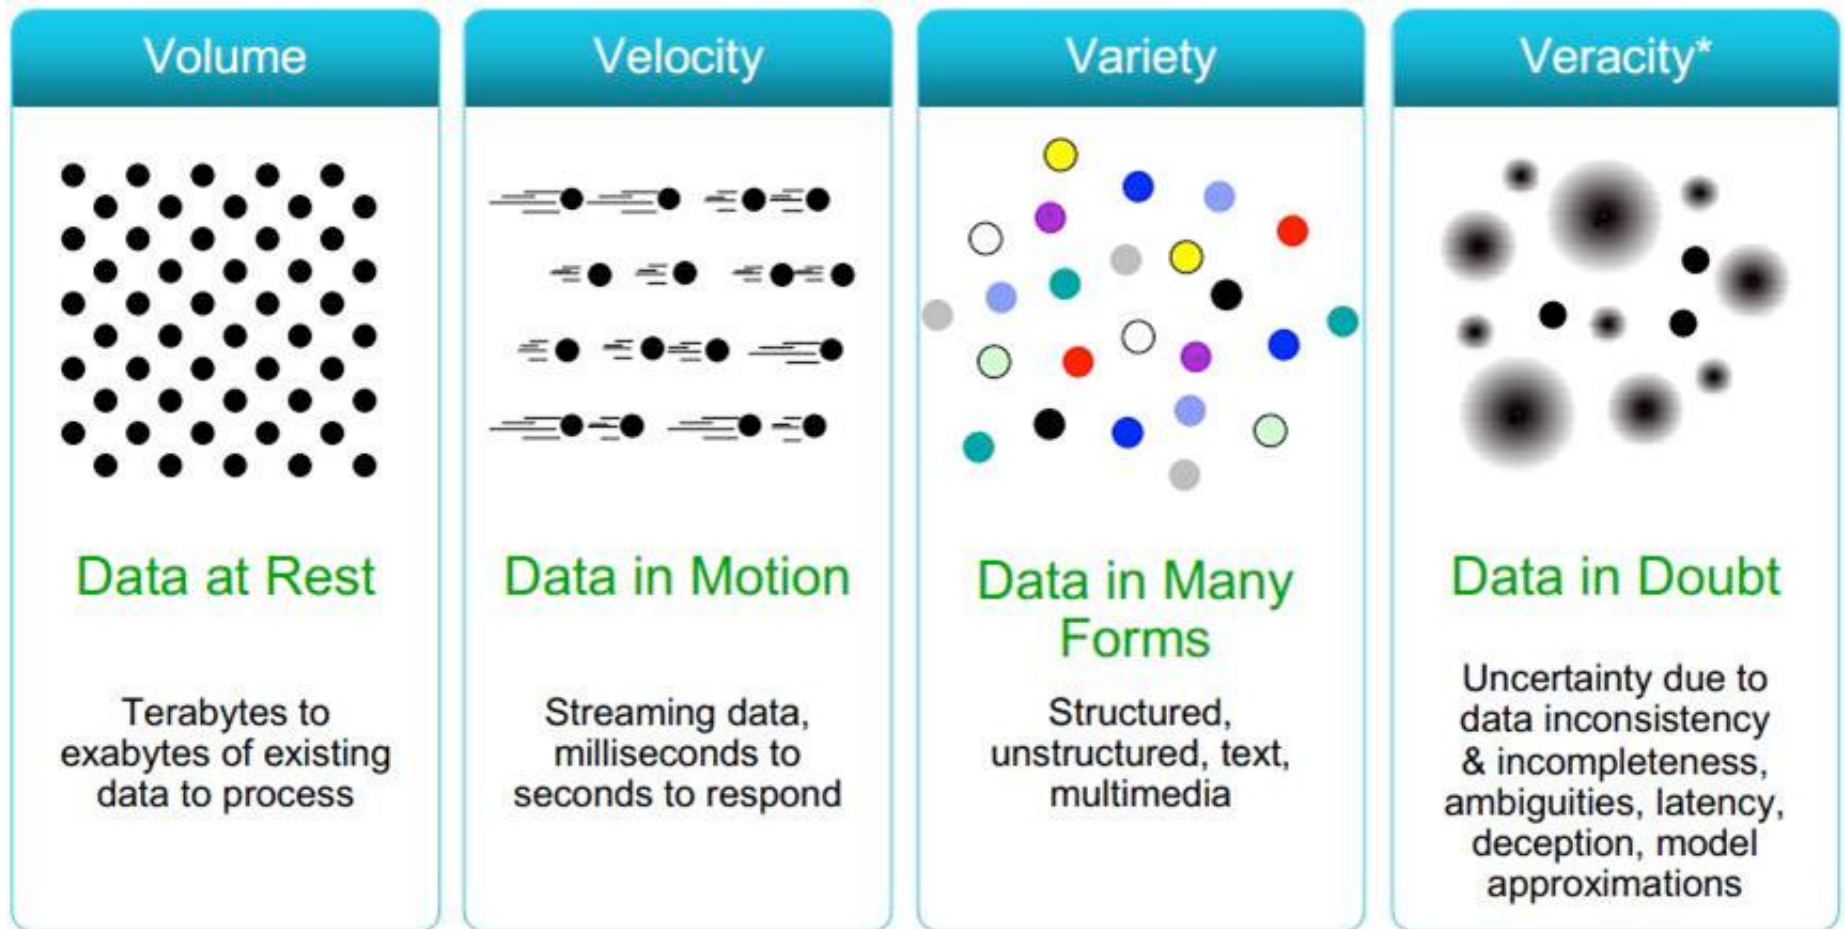 Volume
Data at Rest
Terabytes to
exabytes of existing
data to process
Velocity
Data in Motion
Streaming data,
milliseconds to
seconds to respond
Variety
Data in Many
Forms
Structured,
unstructured, text,
multimedia
Veracity*
Data in Doubt
Uncertainty due to
data inconsistency
& incompleteness,
ambiguities, latency,
deception, model
approximations